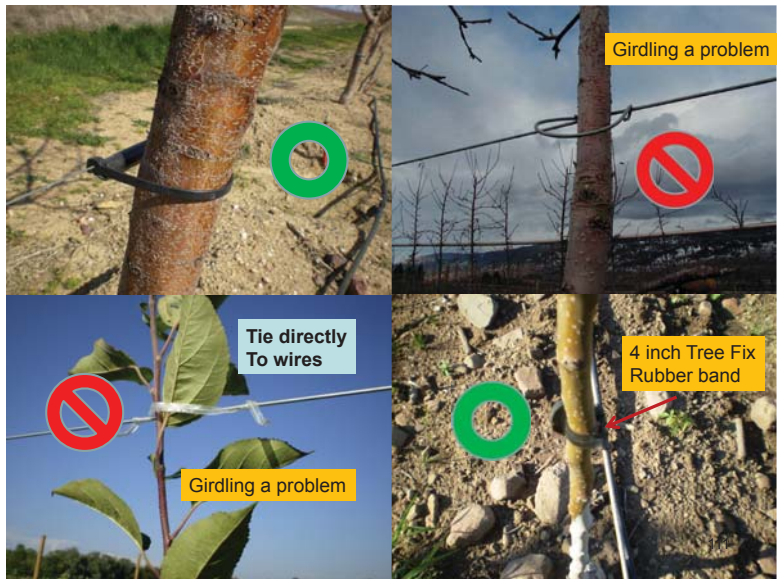 Girdling a problem
Tie directly
To wires
4 inch Tree Fix
Rubber band
Girdling a problem